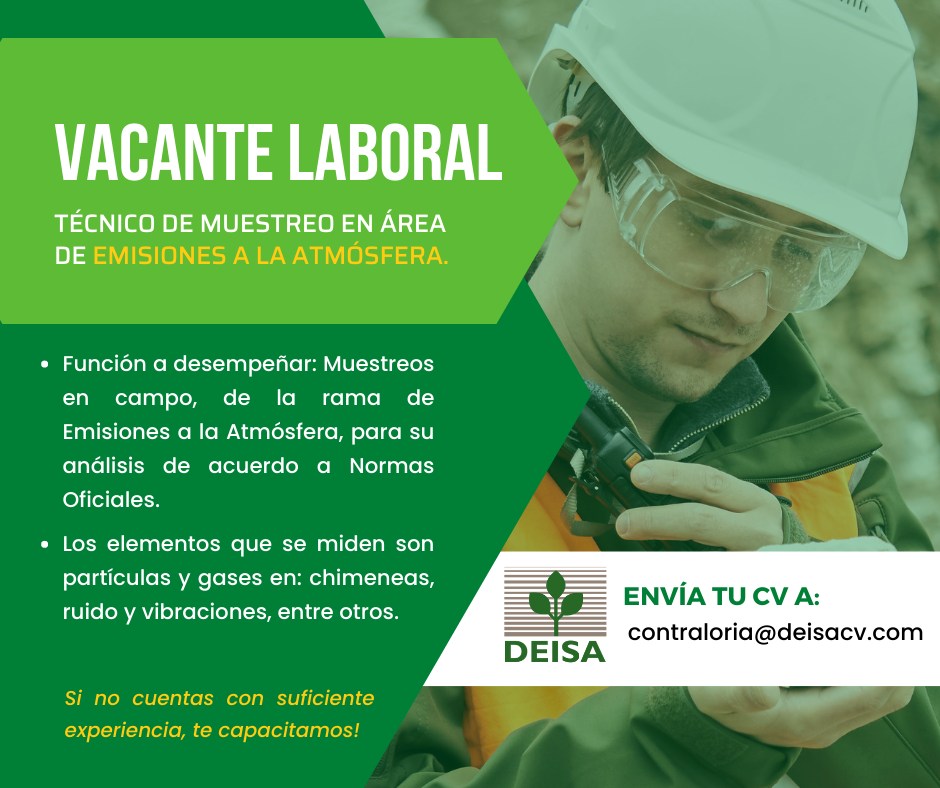 VACANTE LABORAL
TÉCNICO DE MUESTREO EN ÁREA
DE EMISIONES A LA ATMÓSFERA.
• Función a desempeñar: Muestreos
en campo, de la rama de
Emisiones a la Atmósfera, para su
análisis de acuerdo a Normas
Oficiales.
• Los elementos que se miden son
partículas y gases en: chimeneas,
ruido y vibraciones, entre otros.
Si no cuentas con suficiente
experiencia, te capacitamos!
DEISA
ENVÍA TU CV A:
contraloria@deisacv.com